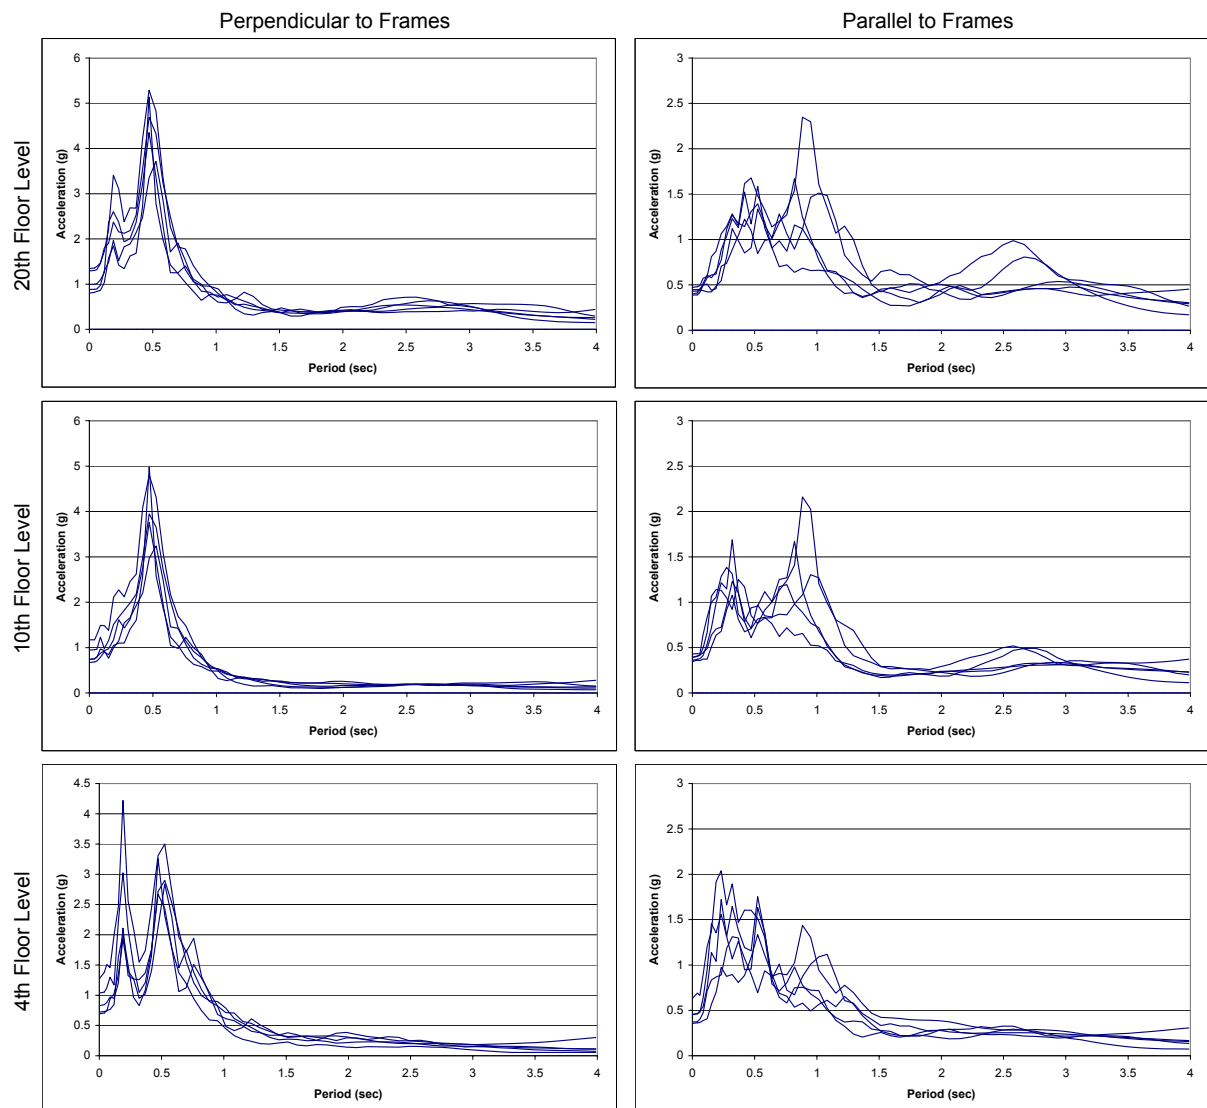 Perpendicular to Frames
Parallel to Frames
20th Floor Level
6
5
4
3
2
1
0
Acceleration (g)
0 0.5 1 1.5 2 2.5 3 3.5 4
Period (sec)
3
2.5
2
1.5
1
0.5
0
Acceleration (g)
0 0.5 1 1.5 2 2.5 3 3.5 4
Period (sec)
10th Floor Level
6
5
4
3
2
1
0
Acceleration (g)
0 0.5 1 1.5 2 2.5 3 3.5 4
Period (sec)
3
2.5
2
1.5
1
0.5
0
Acceleration (g)
0 0.5 1 1.5 2 2.5 3 3.5 4
Period (sec)
4th Floor Level
4.5
4
3.5
3
2.5
2
1.5
1
0.5
0
Acceleration (g)
0 0.5 1 1.5 2 2.5 3 3.5 4
Period (sec)
3
2.5
2
1.5
1
0.5
0
Acceleration (g)
0 0.5 1 1.5 2 2.5 3 3.5 4
Period (sec)